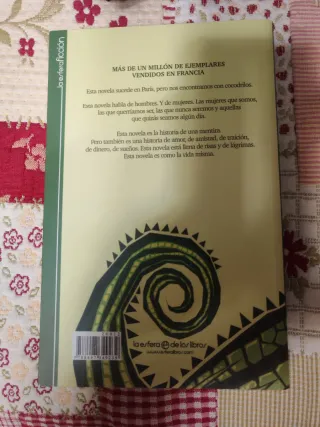 la esfera ficción
MÁS DE UN MILLÓN DE EJEMPLARES
VENDIDOS EN FRANCIA
Esta novela sucede en París, pero nos encontramos con cocodrilos.
Esta novela habla de hombres. Y de mujeres. Las mujeres que somos,
las que querríamos ser, las que nunca seremos y aquellas
que quizás seamos algún día.
Esta novela es la historia de una mentira.
Pero también es una historia de amor, de amistad, de traición,
de dinero, de sueños. Esta novela está llena de risas y de lágrimas.
Esta novela es como la vida misma.
la esfera de los libros
www.esferalibros.com